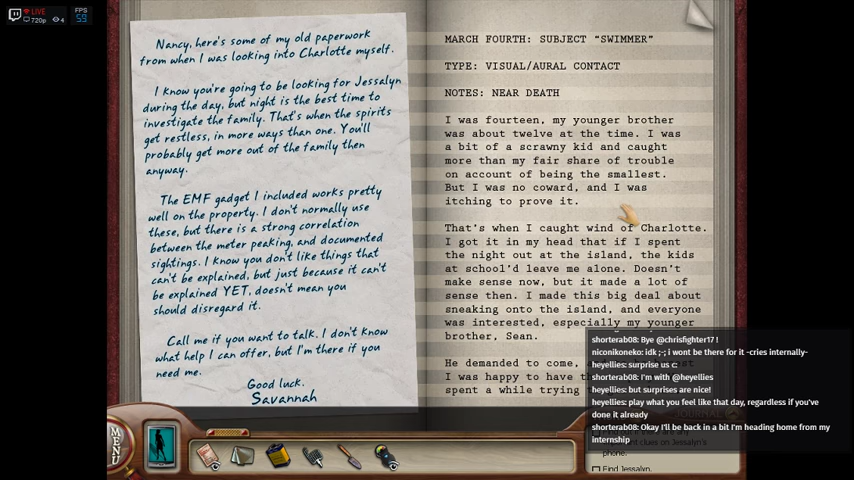 LIVE
720p
4
FPS
59
Nancy, here's some of my old paperwork
from when I was looking into Charlotte myself.
I know you're going to be looking for Jessalyn
during the day, but night is the best time to
investigate the family. That's when the spirits
get restless, in more ways than one. You'll
probably get more out of the family then
anyway.
The EMF gadget I included works pretty
well on the property. I don't normally use
these, but there is a strong correlation
between the meter peaking, and documented
sightings. I know you don't like things that
can't be explained, but just because it can't
be explained YET, doesn't mean you
should disregard it.
Call me if you want to talk. I don't know
what help I can offer, but I'm there if you
need me.
Good luck.
Savannah
MARCH FOURTH: SUBJECT "SWIMMER"
TYPE: VISUAL/AURAL CONTACT
NOTES: NEAR DEATH
I was fourteen, my younger brother
was about twelve at the time. I was
a bit of a scrawny kid and caught
more than my fair share of trouble
on account of being the smallest.
But I was no coward, and I was
itching to prove it.
That's when I caught wind of Charlotte.
I got it in my head that if I spent
the night out at the island, the kids
at school'd leave me alone. Doesn't
make sense now, but it made a lot of
sense then. I made this big deal about
sneaking onto the island, and everyone
was interested, especially my younger
brother, Sean.
He demanded to come,
I was happy to have
spent a while trying
shorterab08: Bye @chrisfighter17 !
niconikoneko: idk ;-; i wont be there for it -cries internally-
heyellies: surprise us c:
shorterab08: I'm with @heyellies
heyellies: but surprises are nice!
heyellies: play what you feel like that day, regardless if you've
done it already
shorterab08: Okay I'll be back in a bit I'm heading home from my
internship
JOURNAL
MENU
clues on Jessalyn's
phone.
Find Jessalyn.